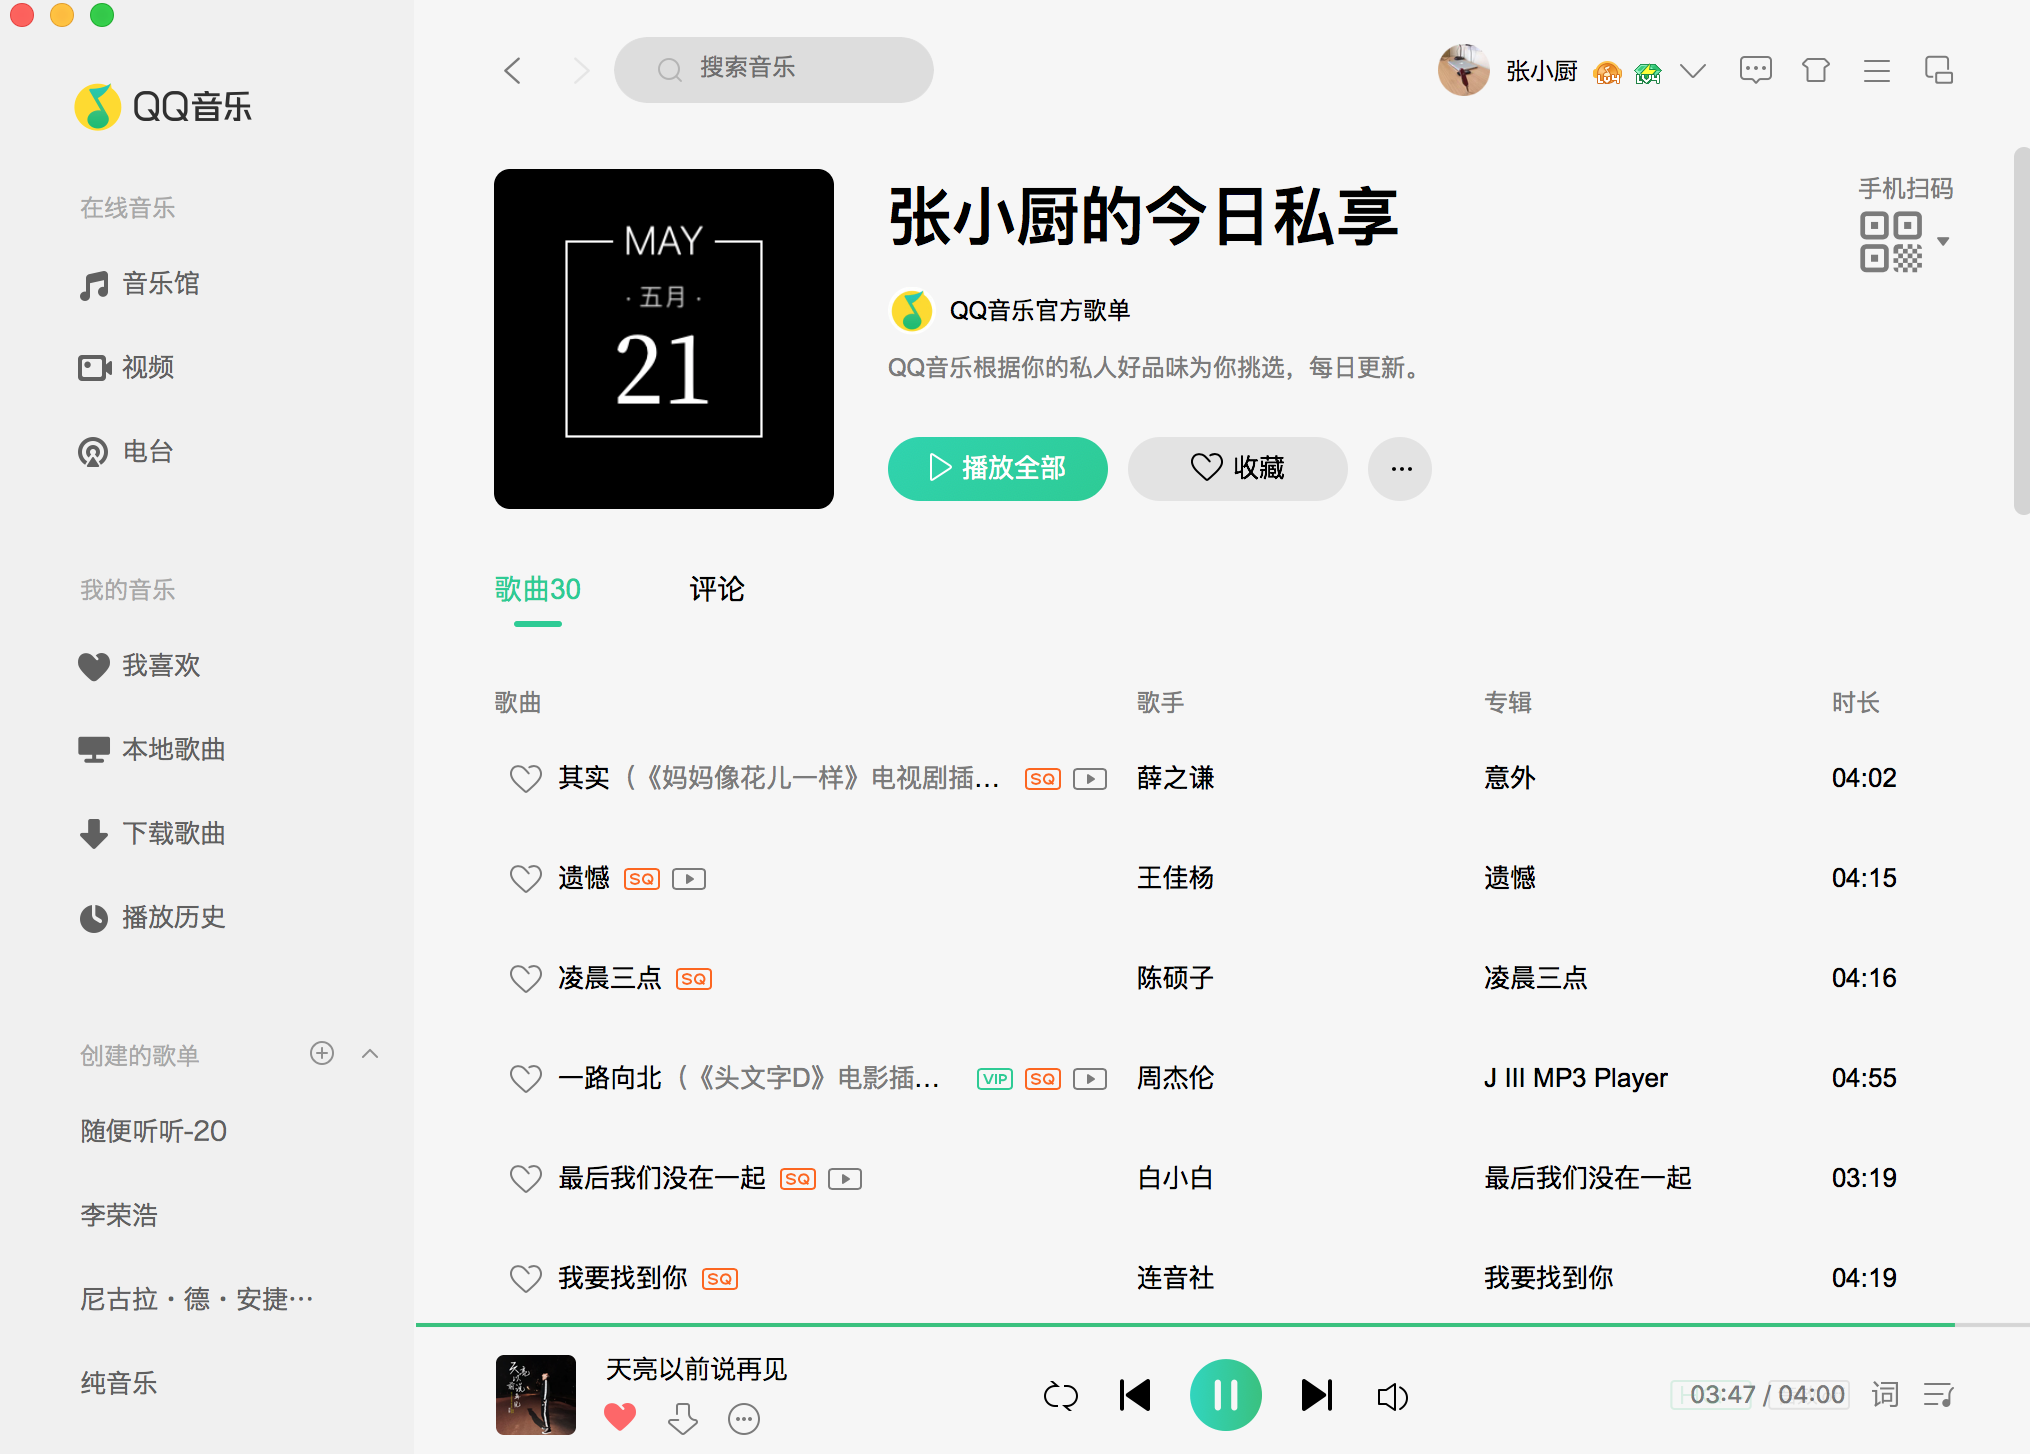 QQ音乐
在线音乐
音乐馆
视频
电台
我的音乐
我喜欢
本地歌曲
下载歌曲
播放历史
创建的歌单
随便听听-20
李荣浩
尼古拉·德·安捷…
纯音乐
搜索音乐
张小厨 LV4 LV4
MAY
·五月·
21
张小厨的今日私享
QQ音乐官方歌单
QQ音乐根据你的私人好品味为你挑选，每日更新。
播放全部 收藏
手机扫码
歌曲30 评论
歌曲 歌手 专辑 时长
其实（《妈妈像花儿一样》电视剧插... SQ 薛之谦 意外 04:02
遗憾 SQ 王佳杨 遗憾 04:15
凌晨三点 SQ 陈硕子 凌晨三点 04:16
一路向北（《头文字D》电影插... VIP SQ 周杰伦 J III MP3 Player 04:55
最后我们没在一起 SQ 白小白 最后我们没在一起 03:19
我要找到你 SQ 连音社 我要找到你 04:19
天亮以前说再见
03:47 / 04:00 词